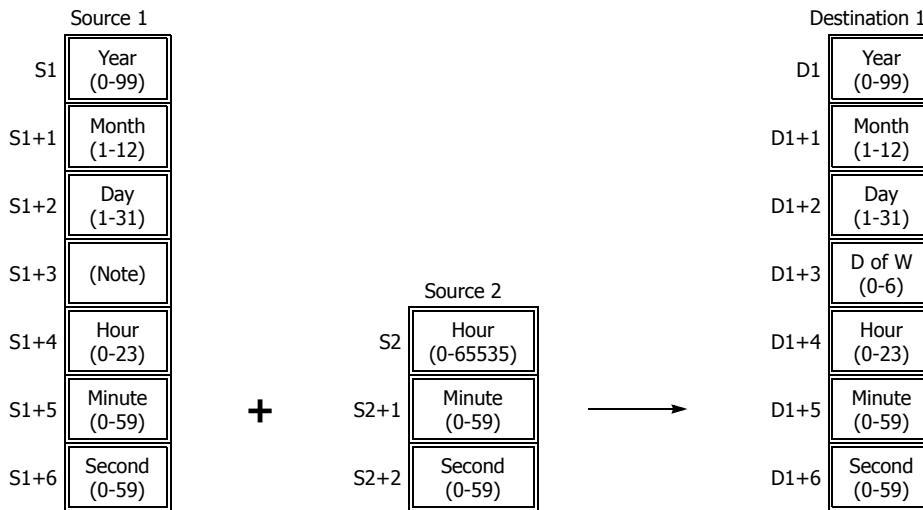 Source 1
S1
Year
(0-99)
S1+1
Month
(1-12)
S1+2
Day
(1-31)
S1+3
(Note)
S1+4
Hour
(0-23)
S1+5
Minute
(0-59)
S1+6
Second
(0-59)
+
Source 2
S2
Hour
(0-65535)
S2+1
Minute
(0-59)
S2+2
Second
(0-59)
Destination 1
D1
Year
(0-99)
D1+1
Month
(1-12)
D1+2
Day
(1-31)
D1+3
D of W
(0-6)
D1+4
Hour
(0-23)
D1+5
Minute
(0-59)
D1+6
Second
(0-59)